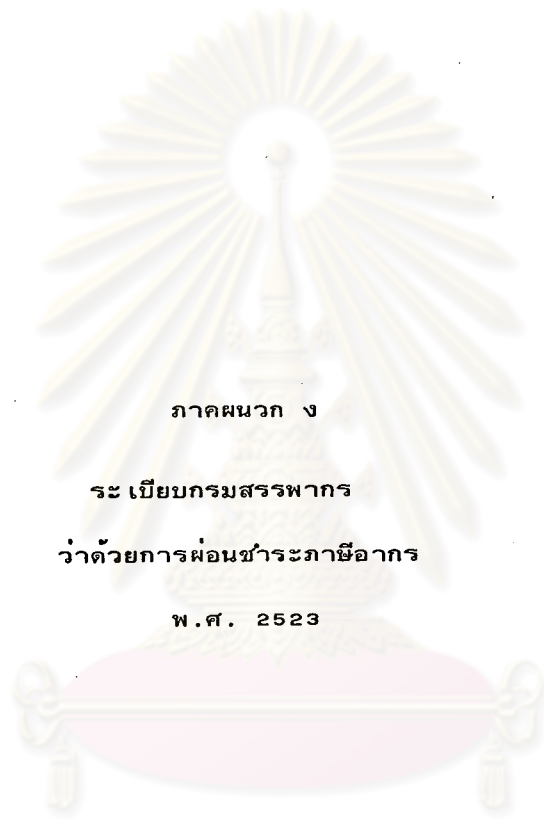 ภาคผนวก ง
ระเบียบกรมสรรพากร
ว่าด้วยการผ่อนชำระภาษีอากร
พ.ศ. 2523